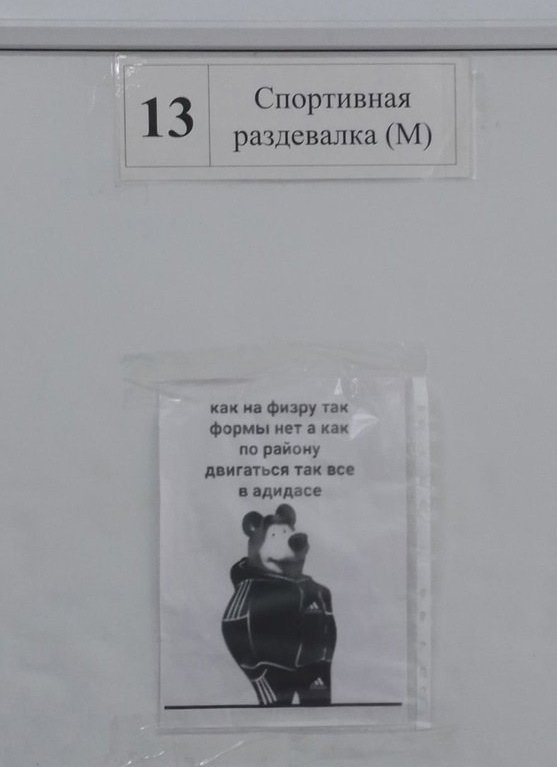 13
Спортивная
раздевалка (М)
как на физру так
формы нет а как
по району
двигаться так все
в адидасе